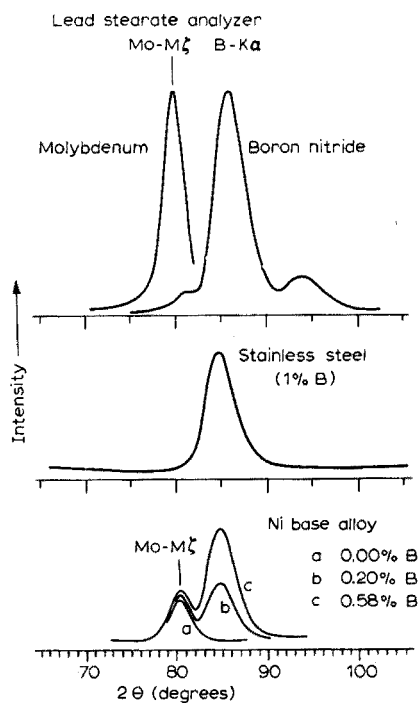 Lead stearate analyzer
Mo-Mζ B-Kα
Molybdenum Boron nitride
Intensity
Stainless steel
(1% B)
Ni base alloy
Mo-Mζ
a 0.00% B
b 0.20% B
c 0.58% B
a b c
70 80 90 100
2 θ (degrees)